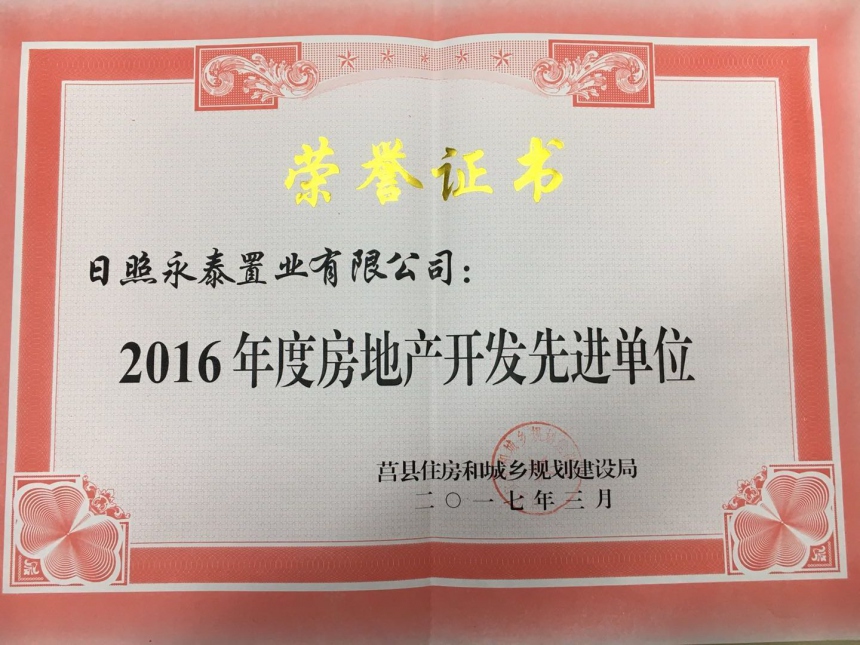 荣誉证书
日照永泰置业有限公司：
2016年度房地产开发先进单位
莒县住房和城乡规划建设局
二〇一七年三月